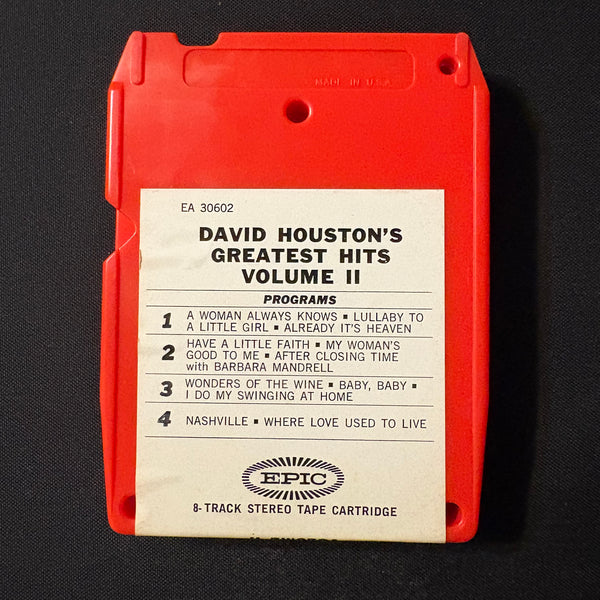 MADE IN U.S.A.
EA 30602
DAVID HOUSTON'S
GREATEST HITS
VOLUME II
PROGRAMS
1 A WOMAN ALWAYS KNOWS ▪ LULLABY TO
A LITTLE GIRL ▪ ALREADY IT'S HEAVEN
2 HAVE A LITTLE FAITH ▪ MY WOMAN'S
GOOD TO ME ▪ AFTER CLOSING TIME
with BARBARA MANDRELL
3 WONDERS OF THE WINE ▪ BABY, BABY ▪
I DO MY SWINGING AT HOME
4 NASHVILLE ▪ WHERE LOVE USED TO LIVE
EPIC
8-TRACK STEREO TAPE CARTRIDGE